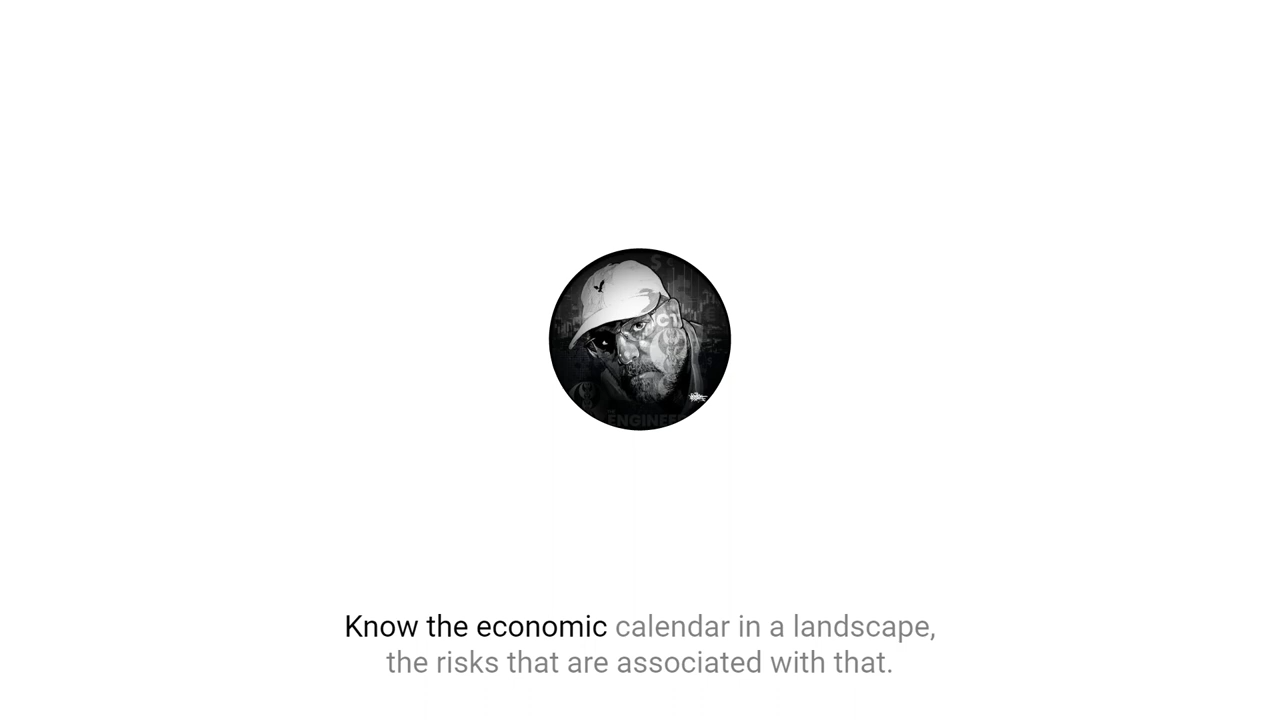 Know the economic calendar in a landscape,
the risks that are associated with that.